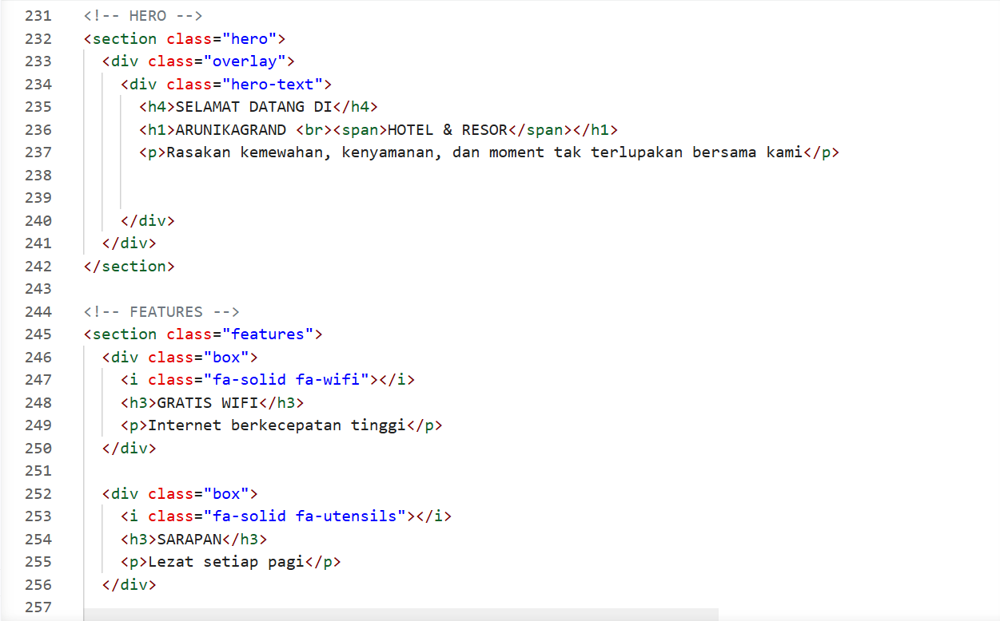 231 <!-- HERO -->
232 <section class="hero">
233 <div class="overlay">
234 <div class="hero-text">
235 <h4>SELAMAT DATANG DI</h4>
236 <h1>ARUNIKAGRAND <br><span>HOTEL & RESOR</span></h1>
237 <p>Rasakan kemewahan, kenyamanan, dan moment tak terlupakan bersama kami</p>
238
239
240 </div>
241 </div>
242 </section>
243
244 <!-- FEATURES -->
245 <section class="features">
246 <div class="box">
247 <i class="fa-solid fa-wifi"></i>
248 <h3>GRATIS WIFI</h3>
249 <p>Internet berkecepatan tinggi</p>
250 </div>
251
252 <div class="box">
253 <i class="fa-solid fa-utensils"></i>
254 <h3>SARAPAN</h3>
255 <p>Lezat setiap pagi</p>
256 </div>
257